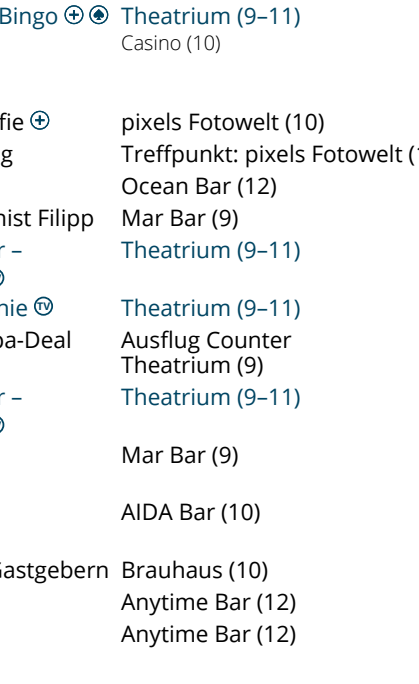 Bingo Theatrium (9–11)
Casino (10)
fie pixels Fotowelt (10)
g Treffpunkt: pixels Fotowelt (
Ocean Bar (12)
nist Filipp Mar Bar (9)
r – Theatrium (9–11)
nie TV Theatrium (9–11)
pa-Deal Ausflug Counter
Theatrium (9)
r – Theatrium (9–11)
Mar Bar (9)
AIDA Bar (10)
Gastgebern Brauhaus (10)
Anytime Bar (12)
Anytime Bar (12)